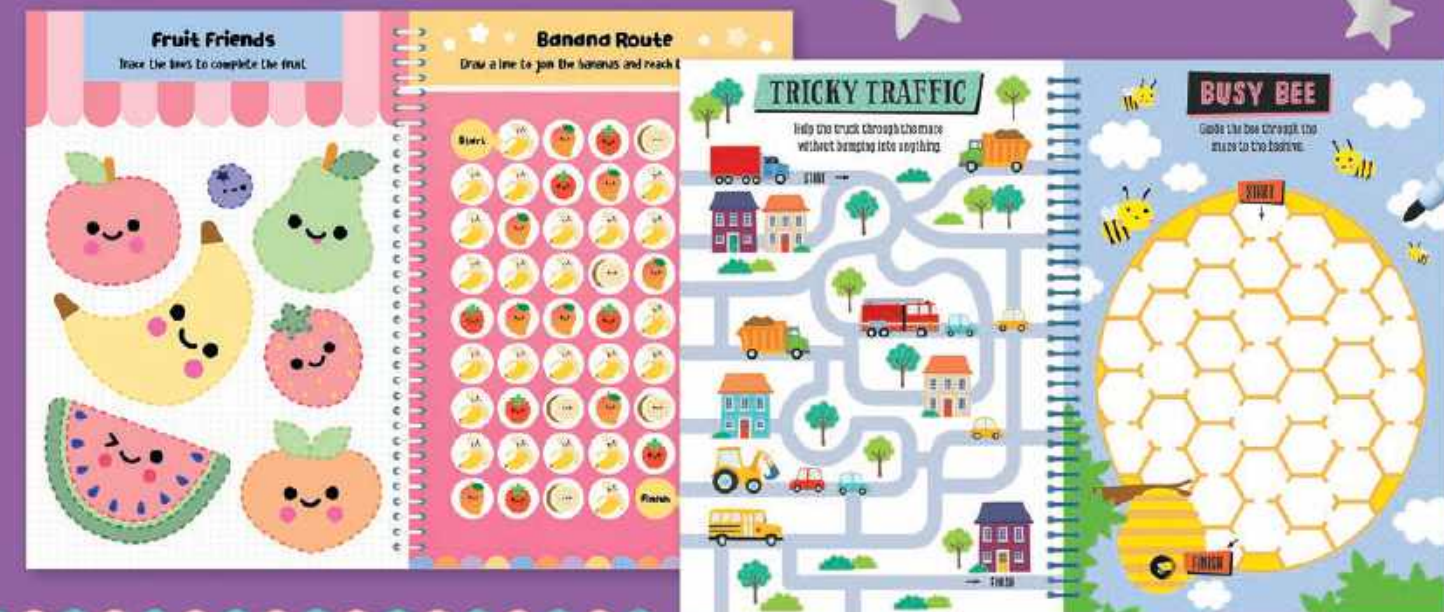 Fruit Friends
Trace the lines to complete the fruit
Banana Route
Draw a line to join the bananas and reach
Start
Finish
TRICKY TRAFFIC
Help the truck through the maze
without bumping into anything.
START
FINISH
BUSY BEE
Guide the bee through the
maze to the beehive.
START
FINISH